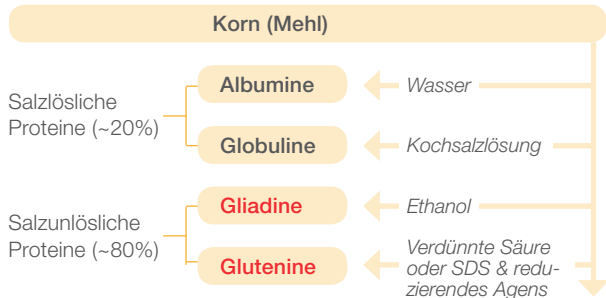 Korn (Mehl)
Salzlösliche
Proteine (~20%)
Albumine
Wasser
Globuline
Kochsalzlösung
Salzunlösliche
Proteine (~80%)
Gliadine
Ethanol
Glutenine
Verdünnte Säure
oder SDS & redu-
zierendes Agens